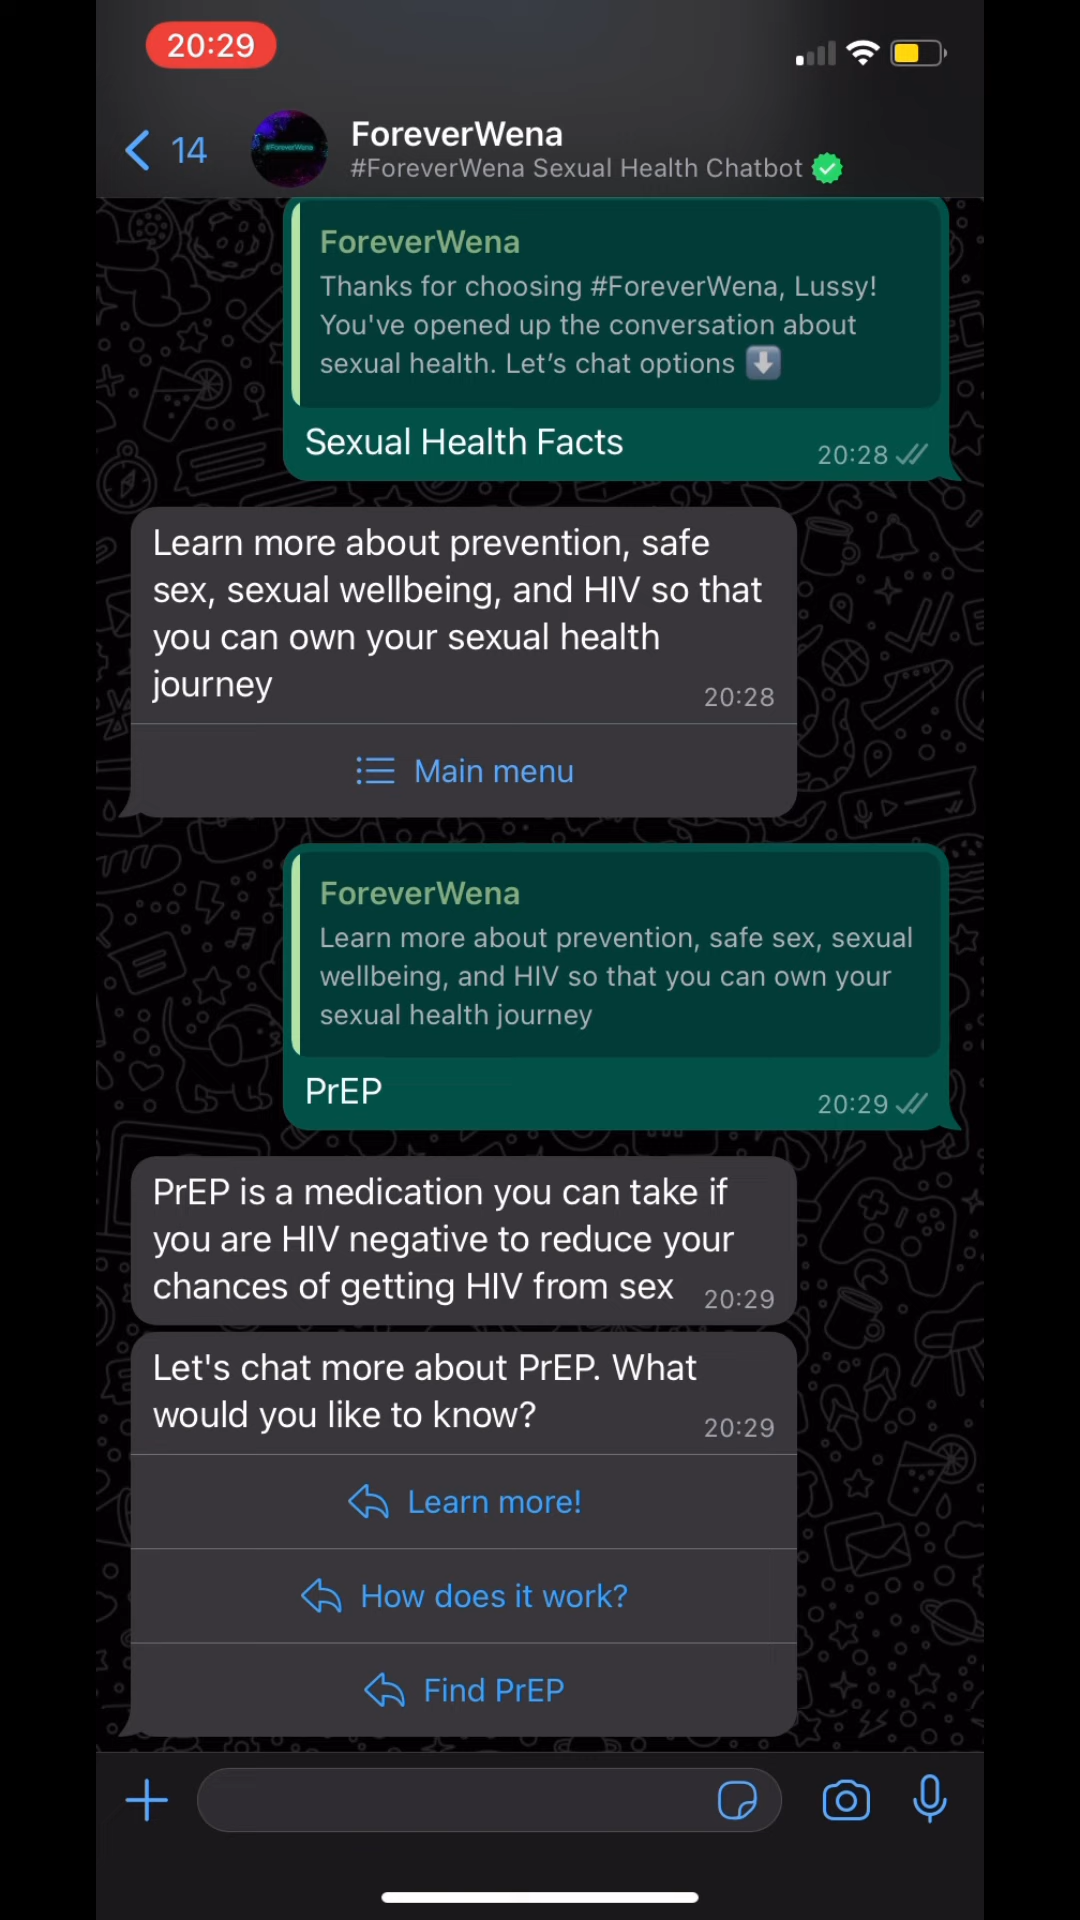 20:29
14
ForeverWena
#ForeverWena Sexual Health Chatbot
#ForeverWena
ForeverWena
Thanks for choosing #ForeverWena, Lussy!
You've opened up the conversation about
sexual health. Let's chat options ⬇️
Sexual Health Facts
20:28
Learn more about prevention, safe
sex, sexual wellbeing, and HIV so that
you can own your sexual health
journey
20:28
Main menu
ForeverWena
Learn more about prevention, safe sex, sexual
wellbeing, and HIV so that you can own your
sexual health journey
PrEP
20:29
PrEP is a medication you can take if
you are HIV negative to reduce your
chances of getting HIV from sex
20:29
Let's chat more about PrEP. What
would you like to know?
20:29
Learn more!
How does it work?
Find PrEP